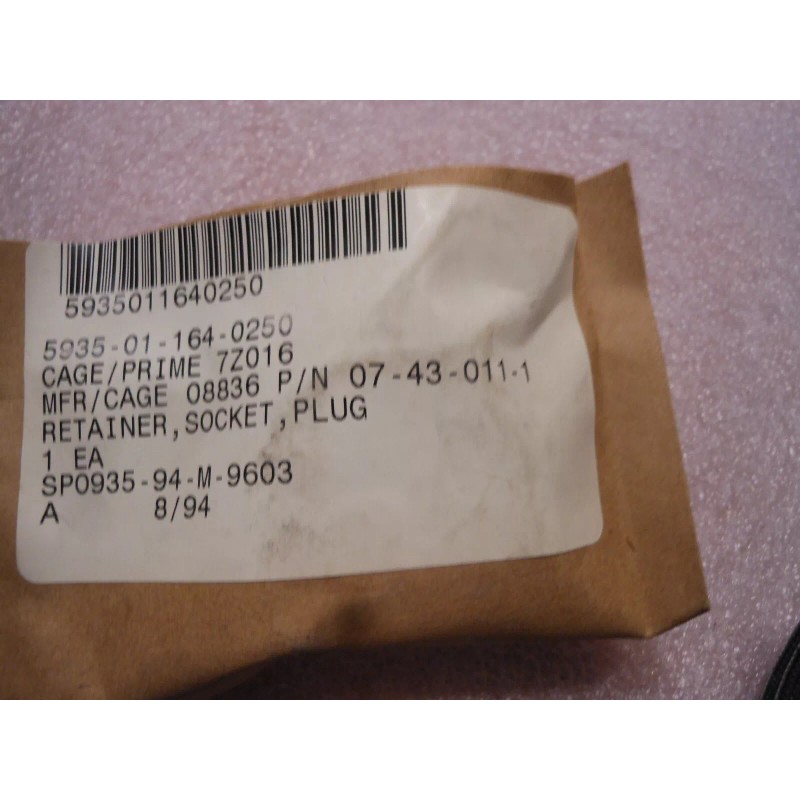 5935011640250
5935-01-164-0250
CAGE/PRIME 7Z016
MFR/CAGE 08836 P/N 07-43-011-1
RETAINER,SOCKET,PLUG
1 EA
SP0935-94-M-9603
A 8/94